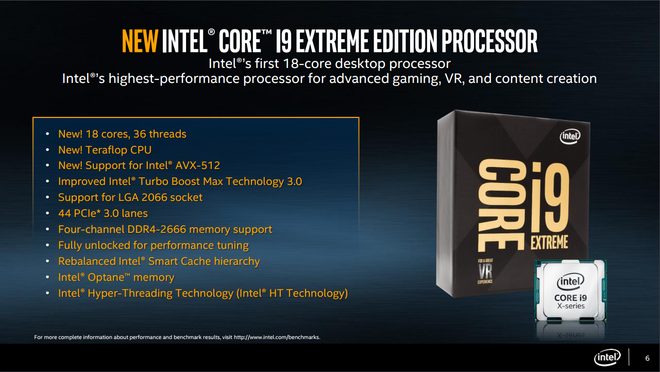 NEW INTEL® CORE™ I9 EXTREME EDITION PROCESSOR
Intel®'s first 18-core desktop processor
Intel®'s highest-performance processor for advanced gaming, VR, and content creation
• New! 18 cores, 36 threads
• New! Teraflop CPU
• New! Support for Intel® AVX-512
• Improved Intel® Turbo Boost Max Technology 3.0
• Support for LGA 2066 socket
• 44 PCIe* 3.0 lanes
• Four-channel DDR4-2666 memory support
• Fully unlocked for performance tuning
• Rebalanced Intel® Smart Cache hierarchy
• Intel® Optane™ memory
• Intel® Hyper-Threading Technology (Intel® HT Technology)
intel
CORE i9
EXTREME
FOR A GREAT
VR
EXPERIENCE
intel
CORE i9
X-series
For more complete information about performance and benchmark results, visit http://www.intel.com/benchmarks.
intel
6